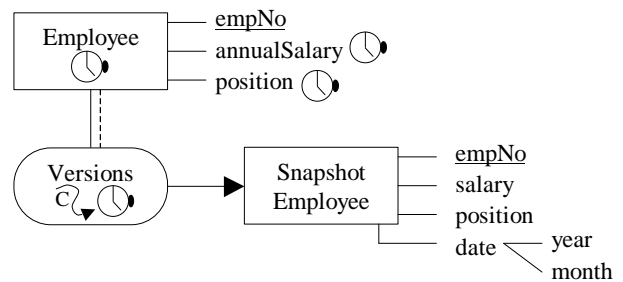 Employee
empNo
annualSalary
position
Versions
C
Snapshot
Employee
empNo
salary
position
date
year
month